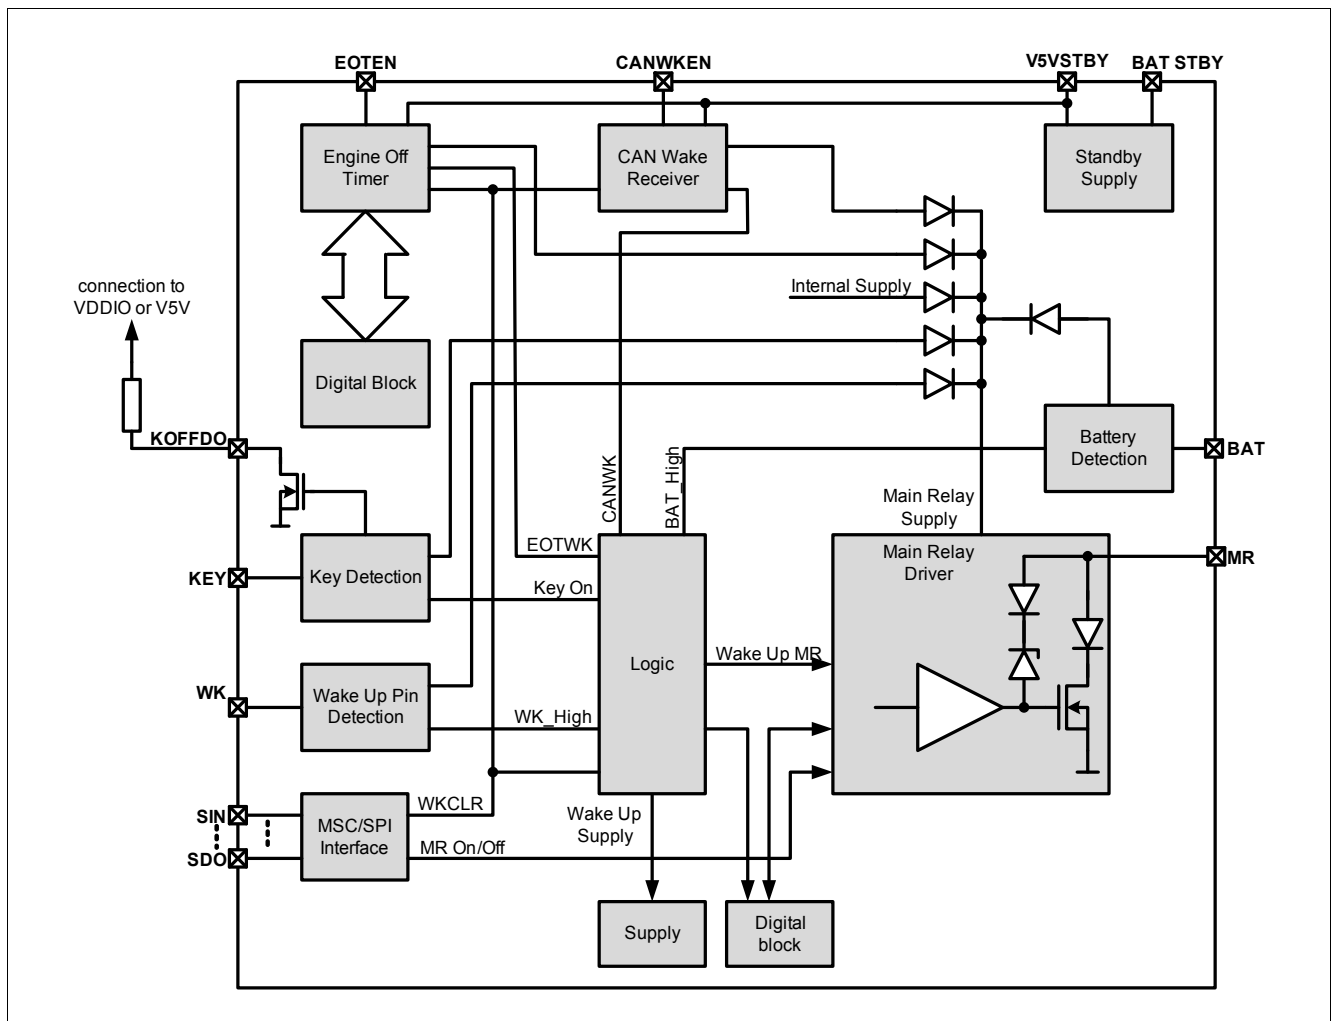 EOTEN
CANWKEN
V5VSTBY
BAT STBY
Engine Off
Timer
CAN Wake
Receiver
Standby
Supply
connection to
VDDIO or V5V
Internal Supply
Digital Block
KOFFDO
CANWK
BAT_High
Battery
Detection
BAT
Main Relay
Supply
EOTWK
Main Relay
Driver
MR
KEY
Key Detection
Key On
Logic
Wake Up MR
WK
Wake Up Pin
Detection
WK_High
SIN
SDO
MSC/SPI
Interface
WKCLR
MR On/Off
Wake Up
Supply
Supply
Digital
block